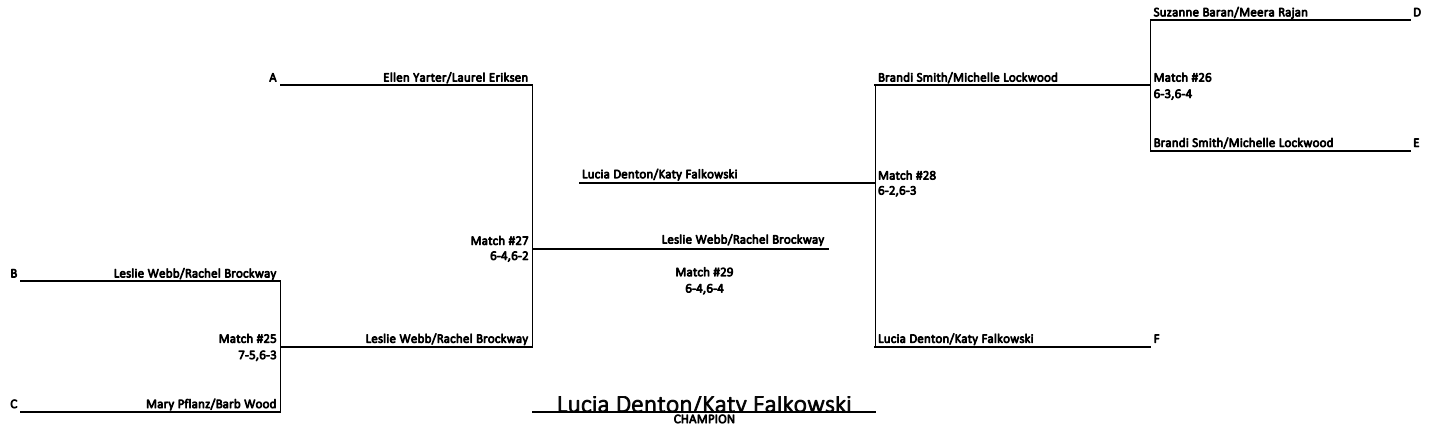 Suzanne Baran/Meera Rajan D
A Ellen Yarter/Laurel Eriksen
Brandi Smith/Michelle Lockwood
Match #26
6-3,6-4
Brandi Smith/Michelle Lockwood E
Lucia Denton/Katy Falkowski
Match #28
6-2,6-3
Match #27
6-4,6-2
Leslie Webb/Rachel Brockway
Match #29
6-4,6-4
B Leslie Webb/Rachel Brockway
Match #25
7-5,6-3
Leslie Webb/Rachel Brockway
Lucia Denton/Katy Falkowski F
C Mary Pflanz/Barb Wood
Lucia Denton/Katy Falkowski
CHAMPION